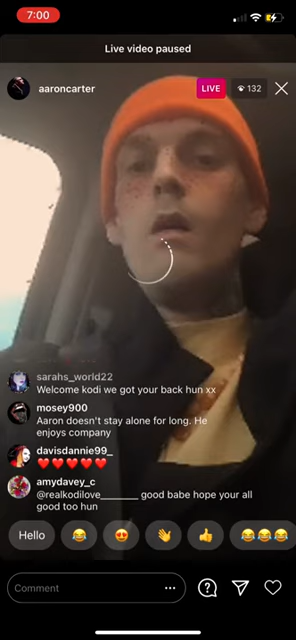 7:00
Live video paused
aaroncarter
LIVE
132
sarahs_world22
Welcome kodi we got your back hun xx
mosey900
Aaron doesn't stay alone for long. He
enjoys company
davisdannie99_
❤️❤️❤️❤️❤️
amydavey_c
@realkodilove________ good babe hope your all
good too hun
Hello 😂 😍 👋 👍 😂😂😂
Comment